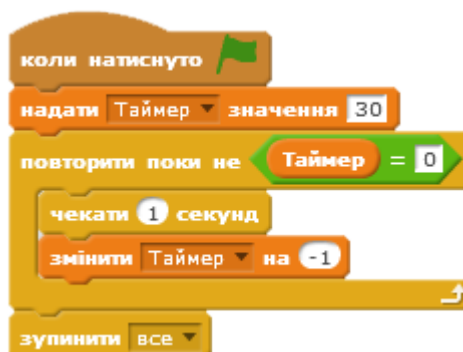 коли натиснуто
надати Таймер значення 30
повторити поки не Таймер = 0
чекати 1 секунд
змінити Таймер на -1
зупинити все